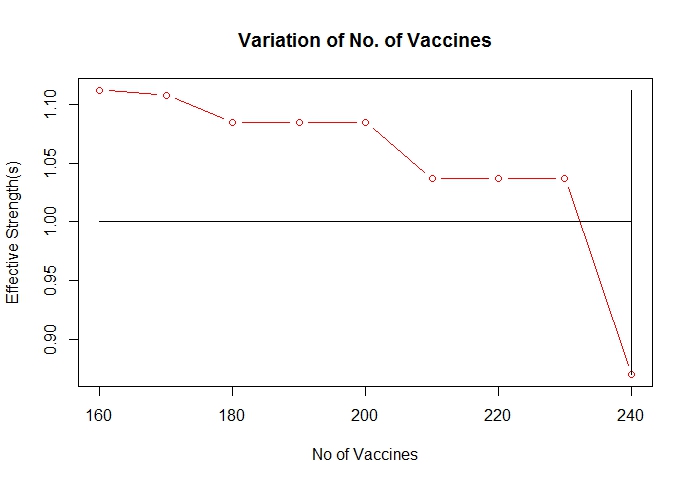 Variation of No. of Vaccines
Effective Strength(s)
1.10
1.05
1.00
0.95
0.90
160 180 200 220 240
No of Vaccines